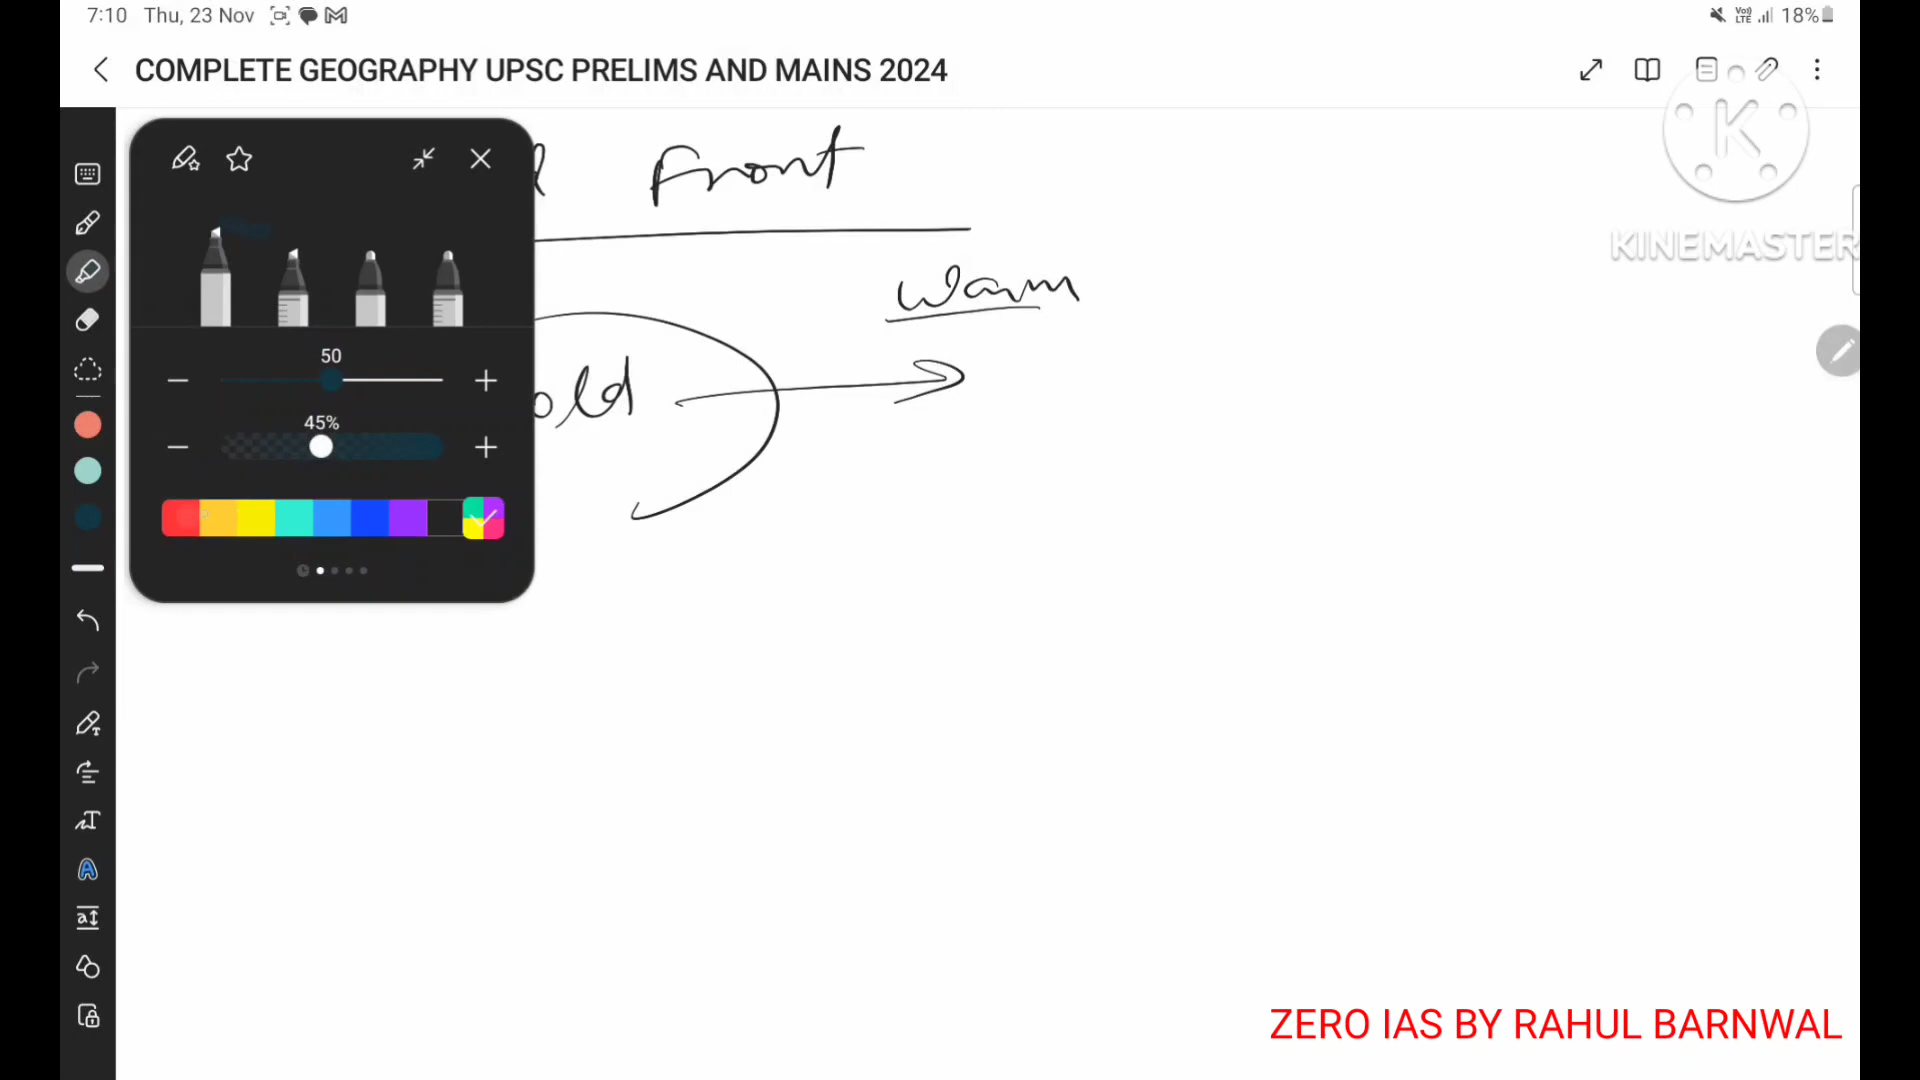 7:10 Thu, 23 Nov 18%
COMPLETE GEOGRAPHY UPSC PRELIMS AND MAINS 2024
KINEMASTER
Front
Warm
old
50
45%
ZERO IAS BY RAHUL BARNWAL